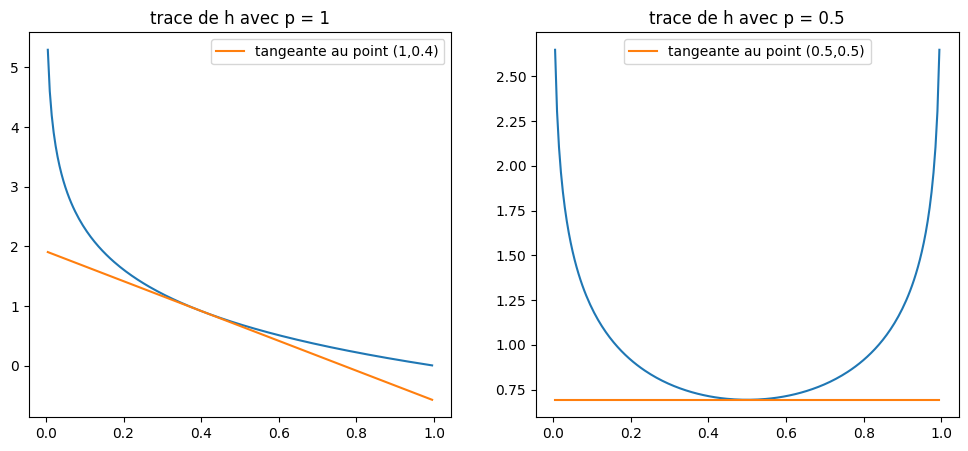 trace de h avec p = 1
tangeante au point (1,0.4)
5
4
3
2
1
0
0.0 0.2 0.4 0.6 0.8 1.0
trace de h avec p = 0.5
tangeante au point (0.5,0.5)
2.50
2.25
2.00
1.75
1.50
1.25
1.00
0.75
0.0 0.2 0.4 0.6 0.8 1.0